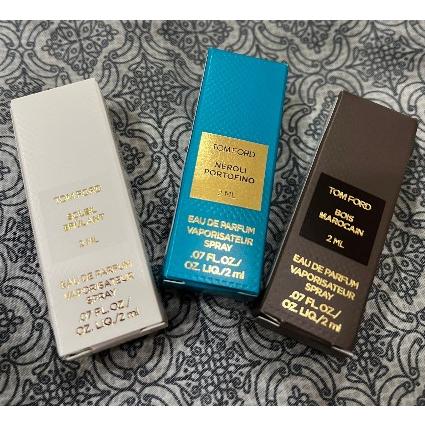 TOM FORD
SOLEIL
BRÛLANT
2 ML
EAU DE PARFUM
VAPORISATEUR
SPRAY
.07 FL.OZ./
OZ. LIQ./2 ml
TOM FORD
NEROLI
PORTOFINO
2 ML
EAU DE PARFUM
VAPORISATEUR
SPRAY
.07 FL.OZ./
OZ. LIQ./2 ml
TOM FORD
BOIS
MAROCAIN
2 ML
EAU DE PARFUM
VAPORISATEUR
SPRAY
.07 FL.OZ./
OZ. LIQ./2 ml